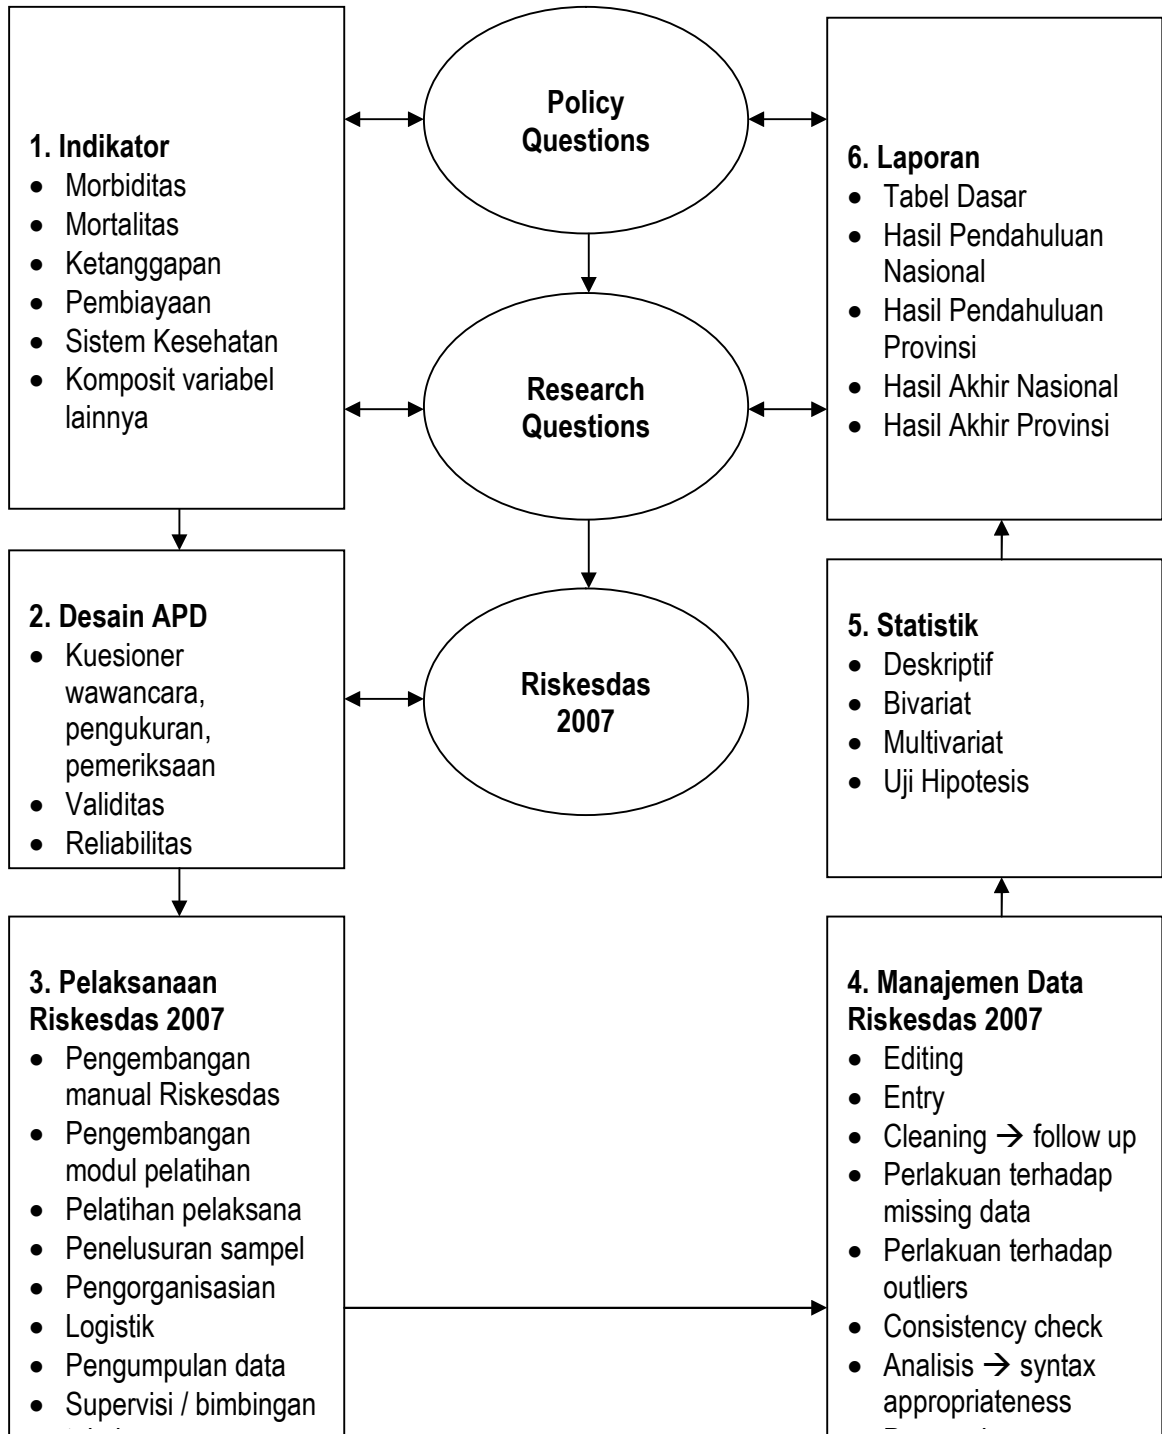 Policy
Questions
1. Indikator
• Morbiditas
• Mortalitas
• Ketanggapan
• Pembiayaan
• Sistem Kesehatan
• Komposit variabel
lainnya
6. Laporan
• Tabel Dasar
• Hasil Pendahuluan
Nasional
• Hasil Pendahuluan
Provinsi
• Hasil Akhir Nasional
• Hasil Akhir Provinsi
Research
Questions
2. Desain APD
• Kuesioner
wawancara,
pengukuran,
pemeriksaan
• Validitas
• Reliabilitas
Riskesdas
2007
5. Statistik
• Deskriptif
• Bivariat
• Multivariat
• Uji Hipotesis
3. Pelaksanaan
Riskesdas 2007
• Pengembangan
manual Riskesdas
• Pengembangan
modul pelatihan
• Pelatihan pelaksana
• Penelusuran sampel
• Pengorganisasian
• Logistik
• Pengumpulan data
• Supervisi / bimbingan
4. Manajemen Data
Riskesdas 2007
• Editing
• Entry
• Cleaning → follow up
• Perlakuan terhadap
missing data
• Perlakuan terhadap
outliers
• Consistency check
• Analisis → syntax
appropriateness